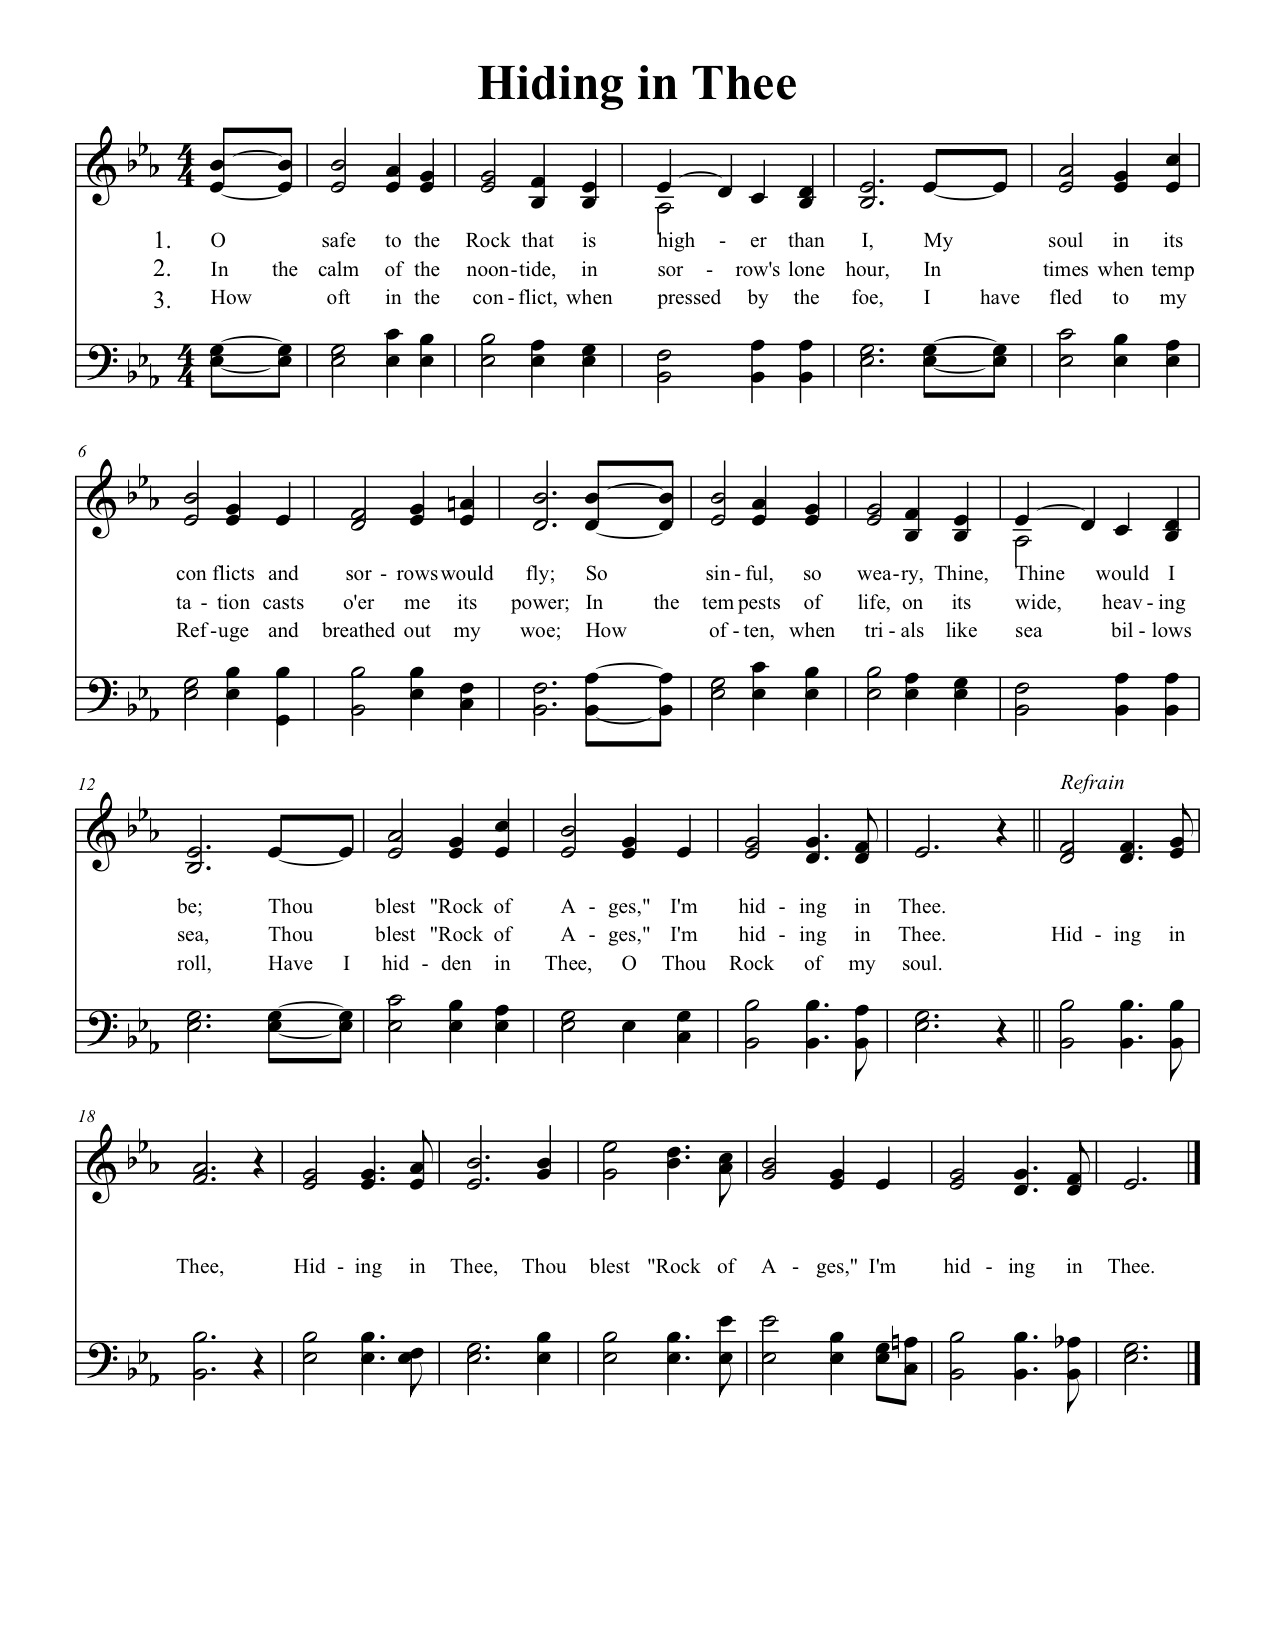 Hiding in Thee
1. O safe to the Rock that is high - er than I, My soul in its
2. In the calm of the noon-tide, in sor - row's lone hour, In times when temp
3. How oft in the con - flict, when pressed by the foe, I have fled to my
6
con flicts and sor - rows would fly; So sin - ful, so wea-ry, Thine, Thine would I
ta - tion casts o'er me its power; In the tem pests of life, on its wide, heav - ing
Ref - uge and breathed out my woe; How of - ten, when tri - als like sea bil - lows
12
Refrain
be; Thou blest "Rock of A - ges," I'm hid - ing in Thee.
sea, Thou blest "Rock of A - ges," I'm hid - ing in Thee. Hid - ing in
roll, Have I hid - den in Thee, O Thou Rock of my soul.
18
Thee, Hid - ing in Thee, Thou blest "Rock of A - ges," I'm hid - ing in Thee.